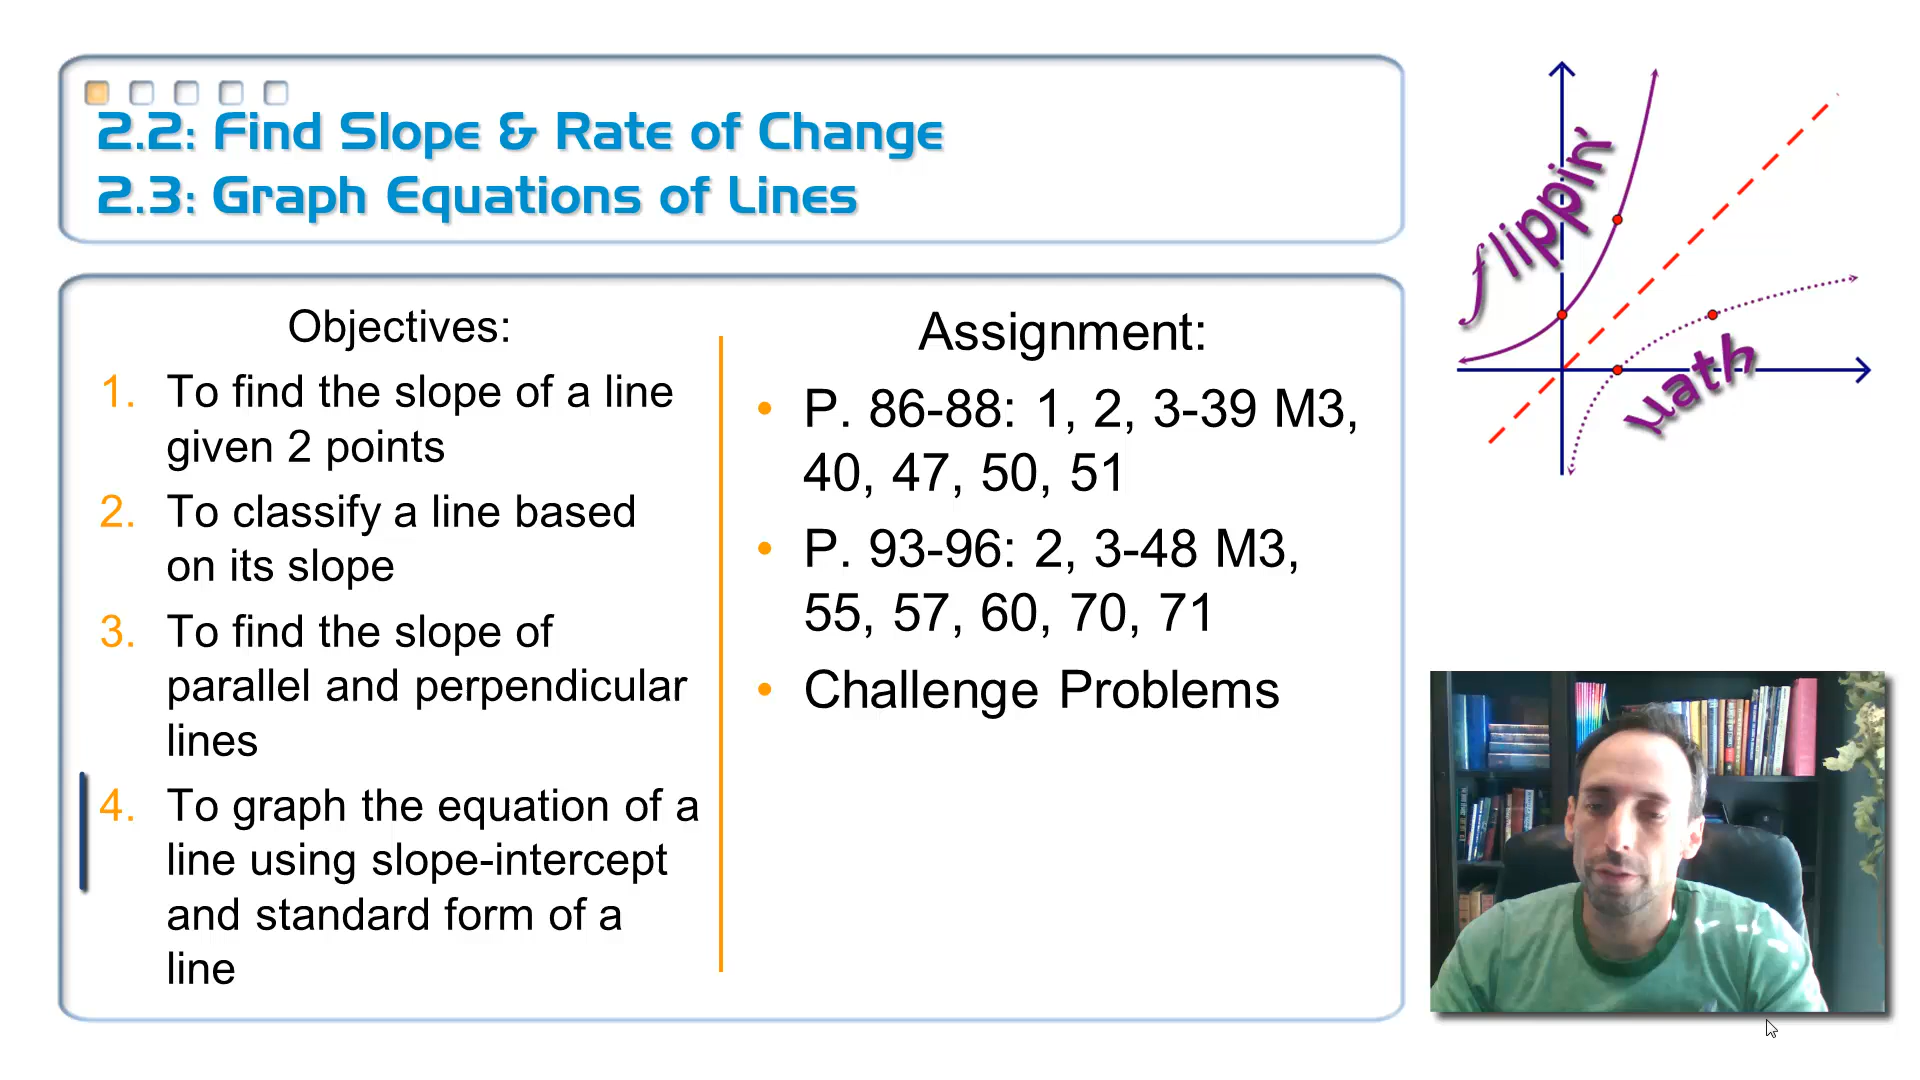 2.2: Find Slope & Rate of Change
2.3: Graph Equations of Lines
Objectives:
1. To find the slope of a line
given 2 points
2. To classify a line based
on its slope
3. To find the slope of
parallel and perpendicular
lines
4. To graph the equation of a
line using slope-intercept
and standard form of a
line
Assignment:
• P. 86-88: 1, 2, 3-39 M3,
40, 47, 50, 51
• P. 93-96: 2, 3-48 M3,
55, 57, 60, 70, 71
• Challenge Problems
flippin'
math